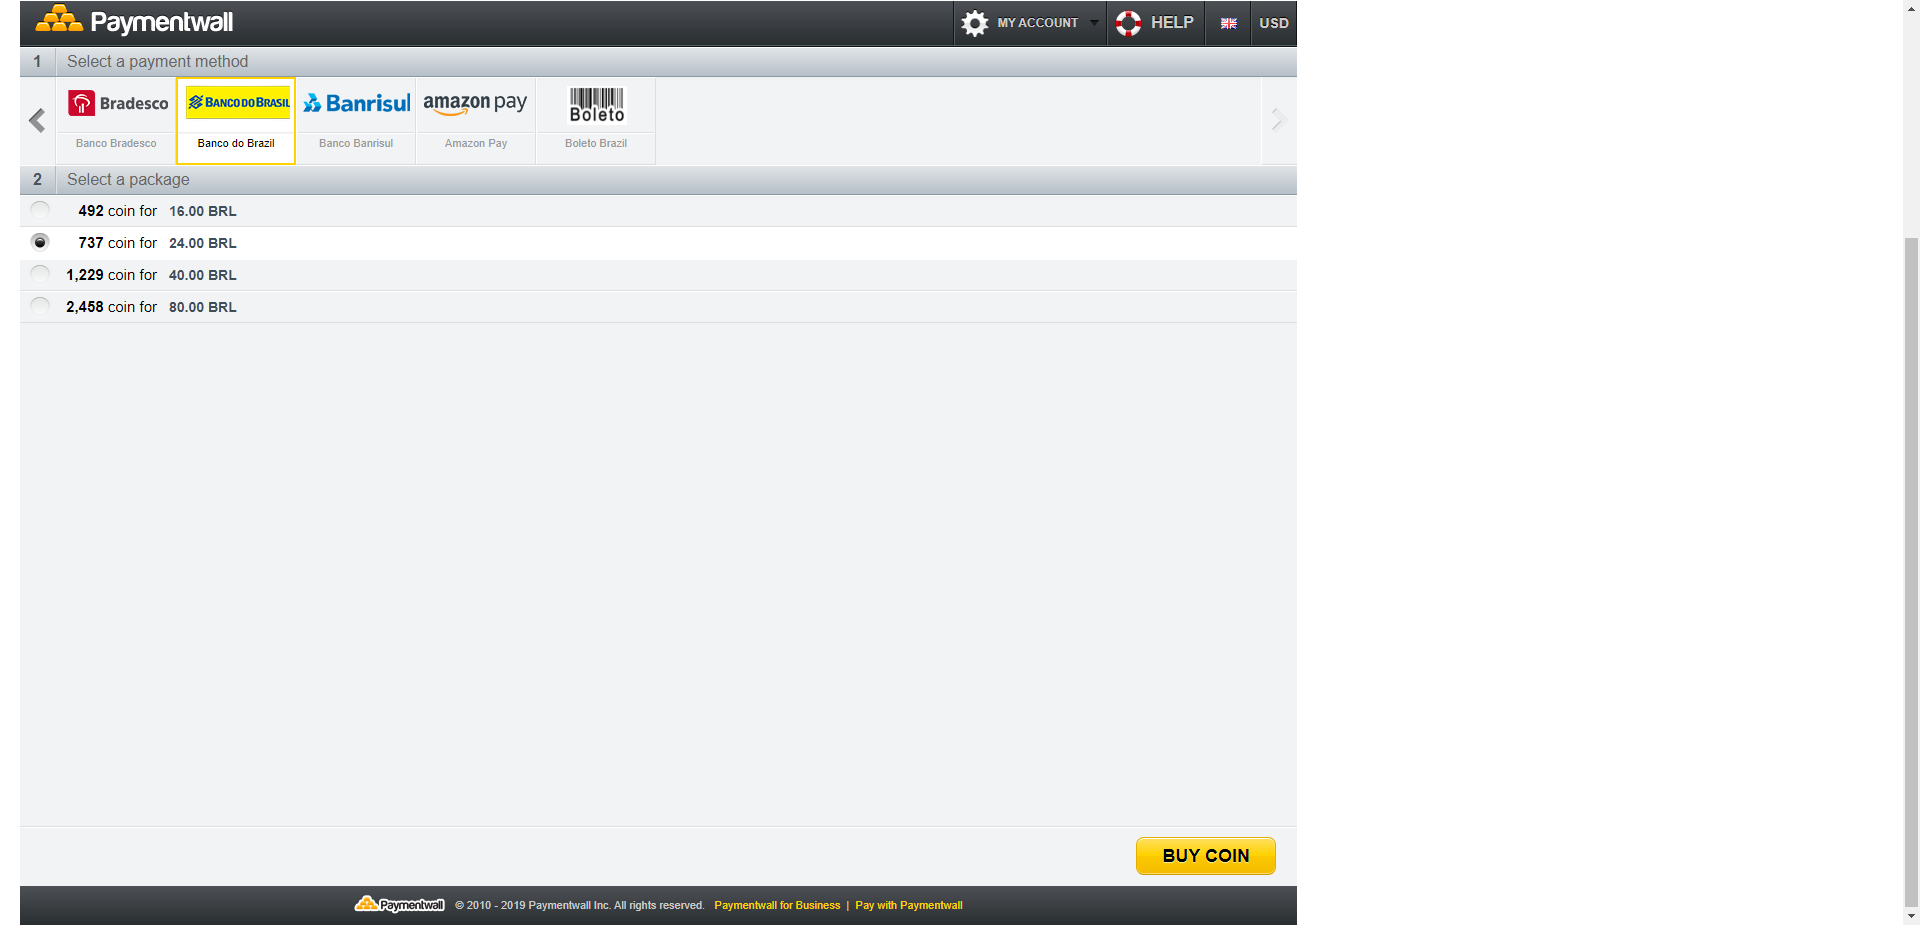 Paymentwall
MY ACCOUNT
HELP
USD
1 Select a payment method
Bradesco
BANCO DO BRASIL
Banrisul
amazon pay
Boleto
Banco Bradesco
Banco do Brazil
Banco Banrisul
Amazon Pay
Boleto Brazil
2 Select a package
492 coin for 16.00 BRL
737 coin for 24.00 BRL
1,229 coin for 40.00 BRL
2,458 coin for 80.00 BRL
BUY COIN
Paymentwall © 2010 - 2019 Paymentwall Inc. All rights reserved. Paymentwall for Business | Pay with Paymentwall